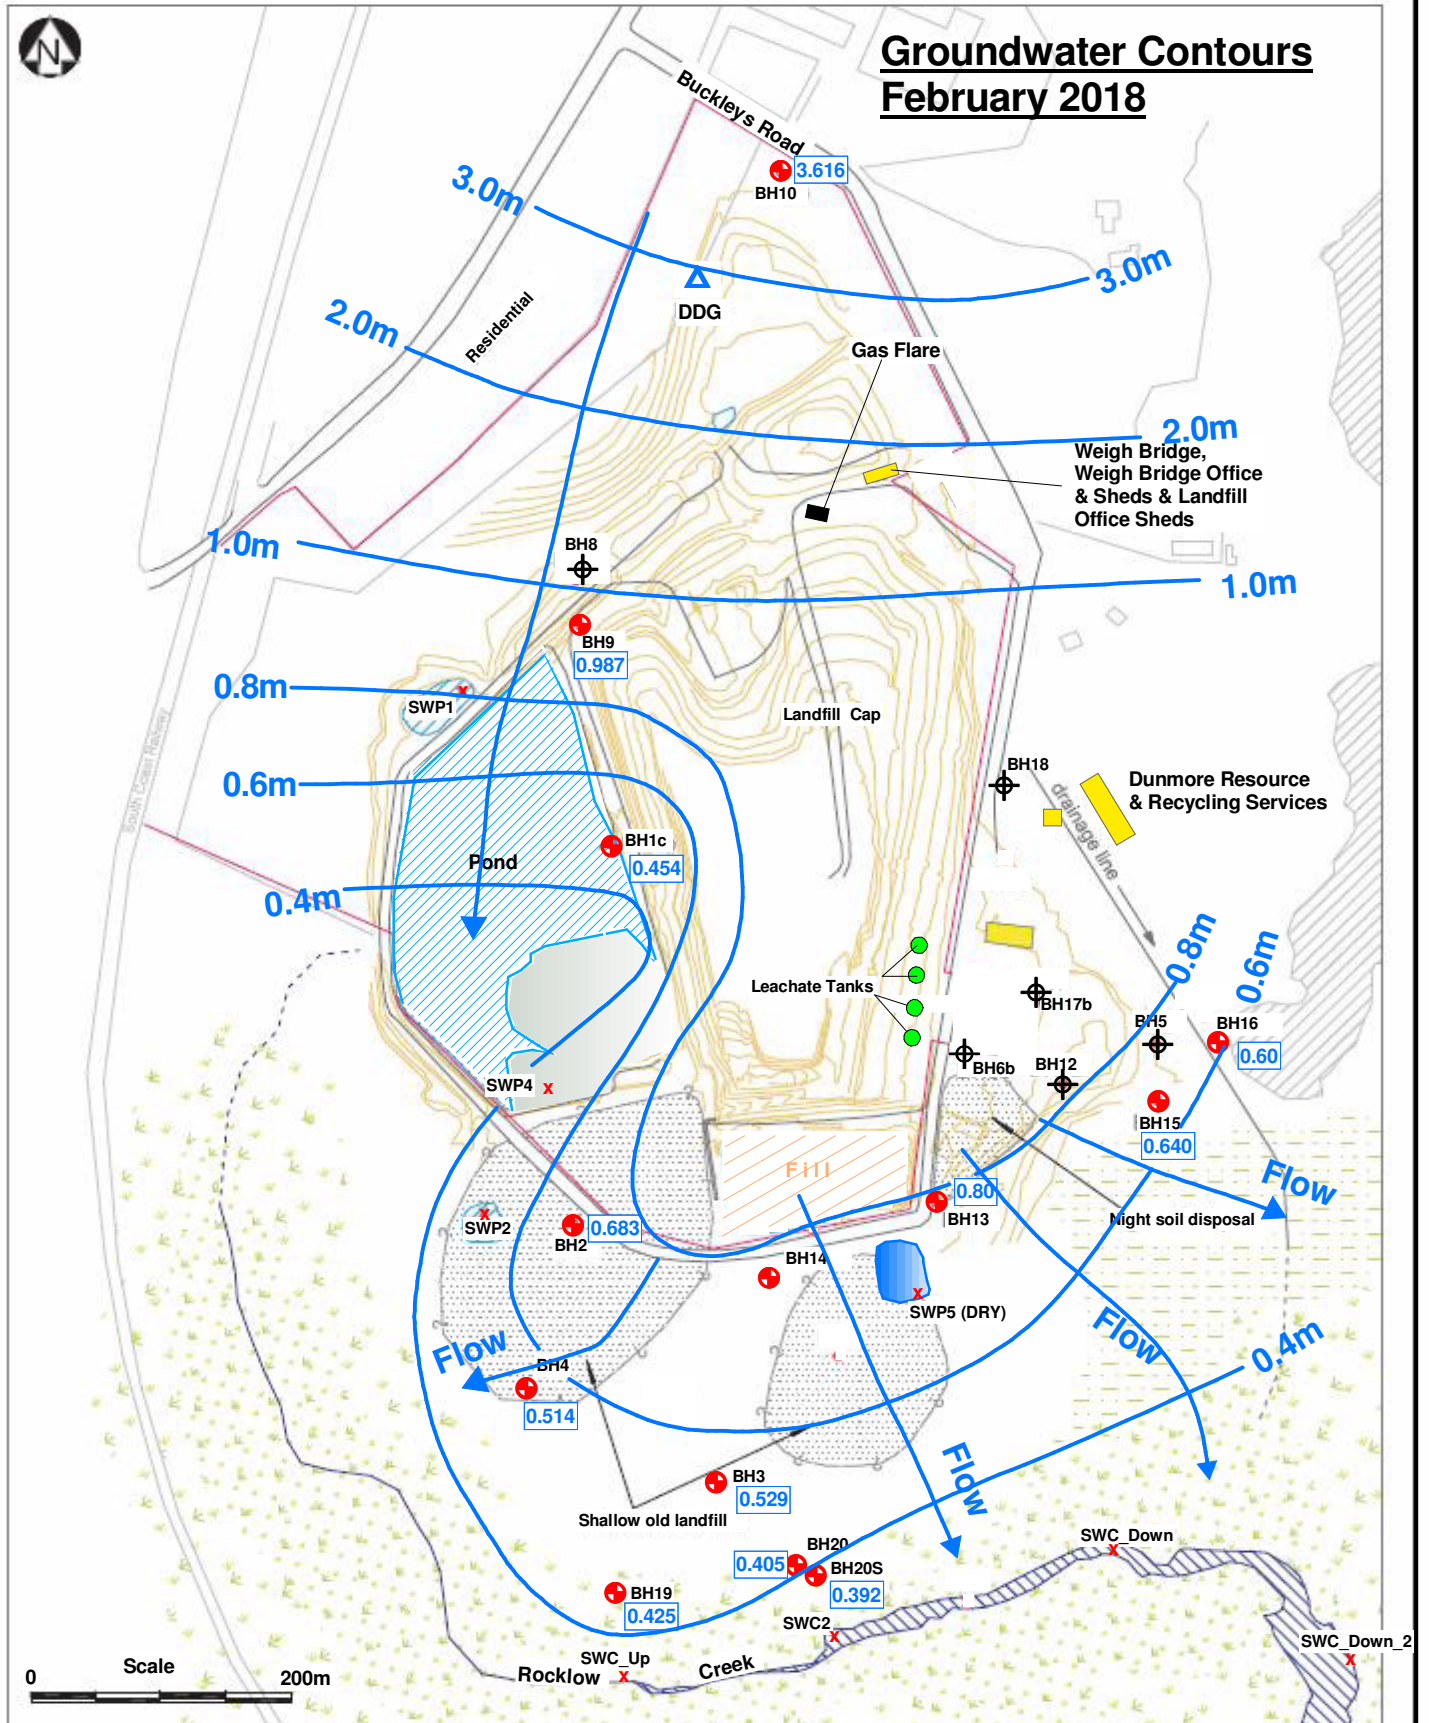 N
Groundwater Contours
February 2018
Buckleys Road
3.616
BH10
3.0m
3.0m
DDG
Residential
2.0m
Gas Flare
2.0m
Weigh Bridge,
Weigh Bridge Office
& Sheds & Landfill
Office Sheds
1.0m
BH8
1.0m
BH9
0.987
0.8m
SWP1
Landfill Cap
South Coast Railway
0.6m
BH18
Dunmore Resource
& Recycling Services
drainage line
BH1c
0.454
Pond
0.4m
0.8m
0.6m
Leachate Tanks
BH17b
BH5
BH16
0.60
BH6b
BH12
SWP4
BH15
0.640
Fill
Flow
0.80
BH13
Night soil disposal
SWP2
BH2
0.683
BH14
SWP5 (DRY)
Flow
Flow
0.4m
BH4
0.514
Flow
BH3
0.529
Shallow old landfill
SWC_Down
BH20
0.405
BH20S
0.392
BH19
0.425
SWC2
SWC_Down_2
SWC_Up
Rocklow Creek
0 Scale 200m